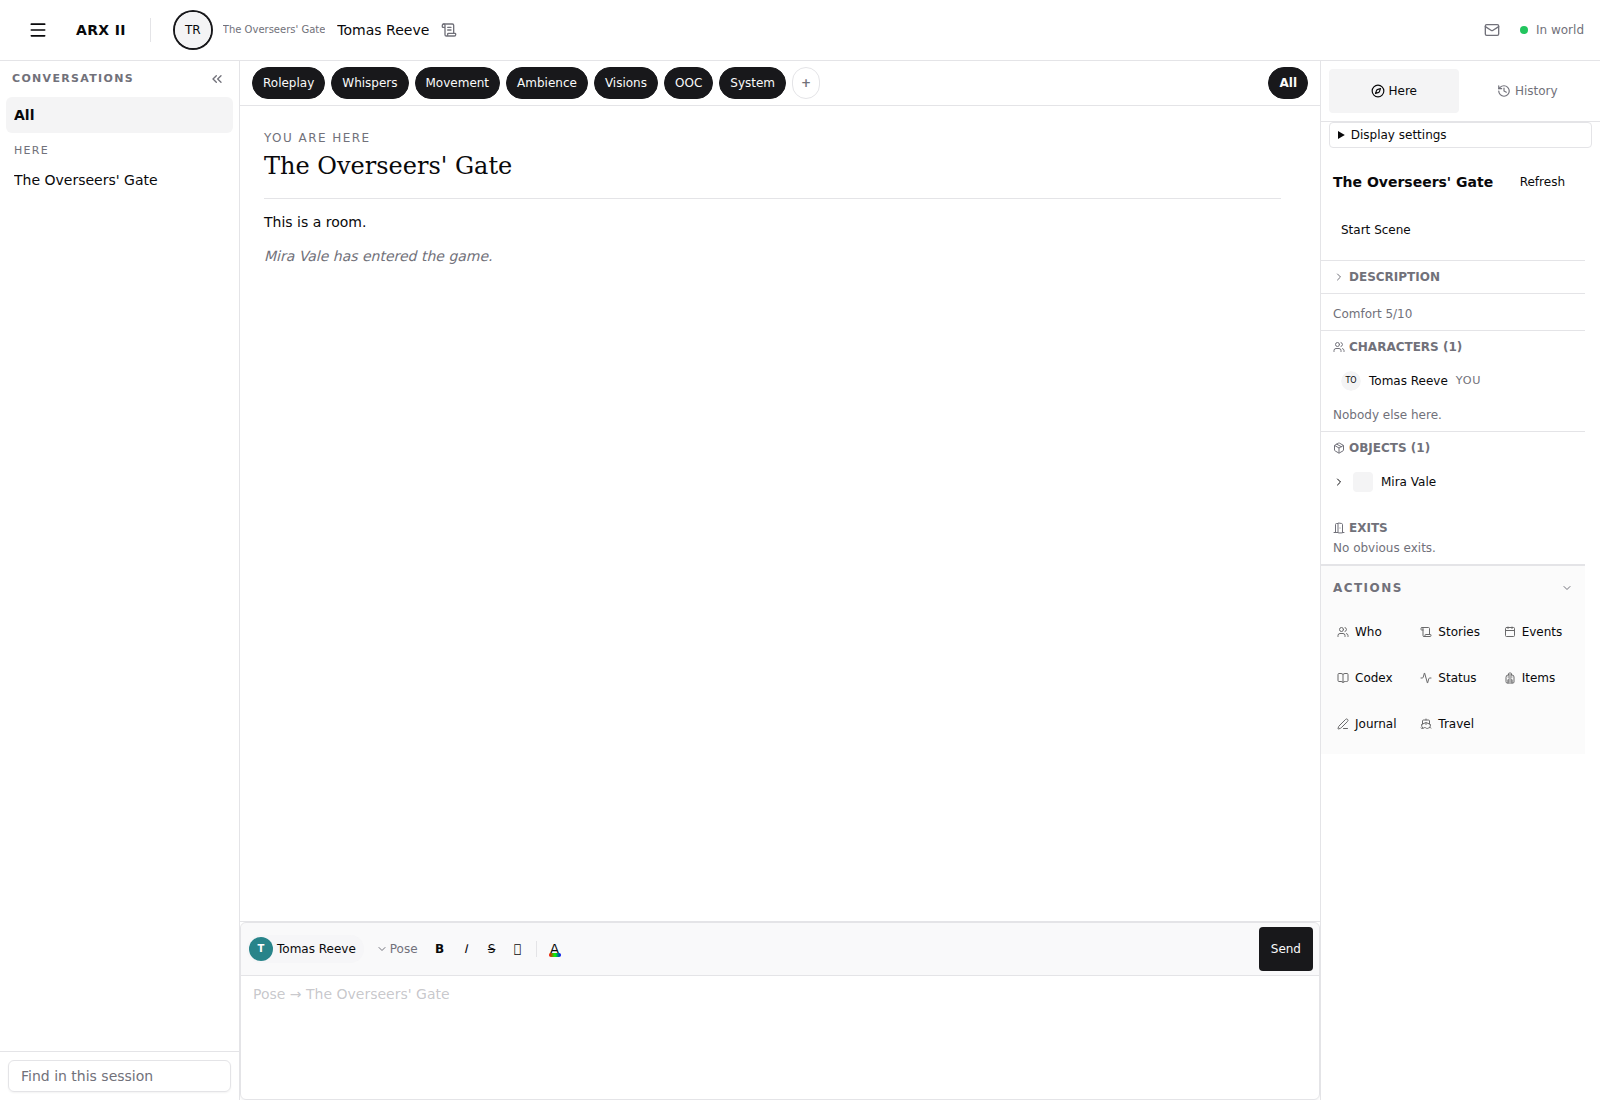 ARX II
TR
The Overseers' Gate
Tomas Reeve
In world
CONVERSATIONS
All
HERE
The Overseers' Gate
Find in this session
Roleplay
Whispers
Movement
Ambience
Visions
OOC
System
+
All
YOU ARE HERE
The Overseers' Gate
This is a room.
Mira Vale has entered the game.
T
Tomas Reeve
Pose
B
I
S
A
Send
Pose → The Overseers' Gate
Here
History
Display settings
The Overseers' Gate
Refresh
Start Scene
DESCRIPTION
Comfort 5/10
CHARACTERS (1)
TO
Tomas Reeve
YOU
Nobody else here.
OBJECTS (1)
Mira Vale
EXITS
No obvious exits.
ACTIONS
Who
Stories
Events
Codex
Status
Items
Journal
Travel